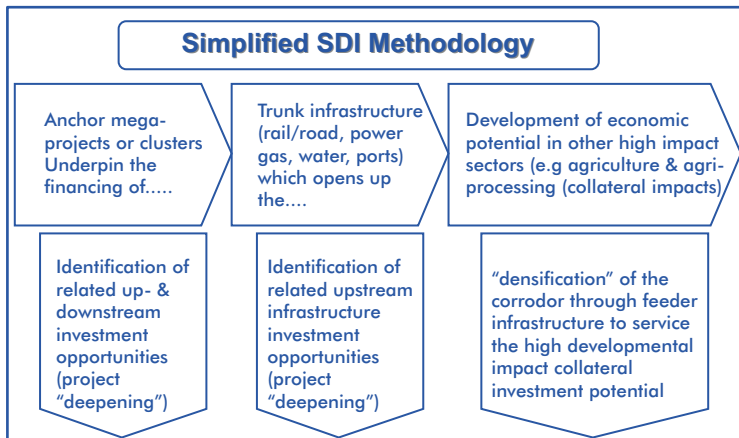 Simplified SDI Methodology
Anchor mega-
projects or clusters
Underpin the
financing of.....
Trunk infrastructure
(rail/road, power
gas, water, ports)
which opens up
the....
Development of economic
potential in other high impact
sectors (e.g agriculture & agri-
processing (collateral impacts)
Identification of
related up- &
downstream
investment
opportunities
(project
"deepening")
Identification of
related upstream
infrastructure
investment
opportunities
(project
"deepening")
“densification” of the
corrodor through feeder
infrastructure to service
the high developmental
impact collateral
investment potential